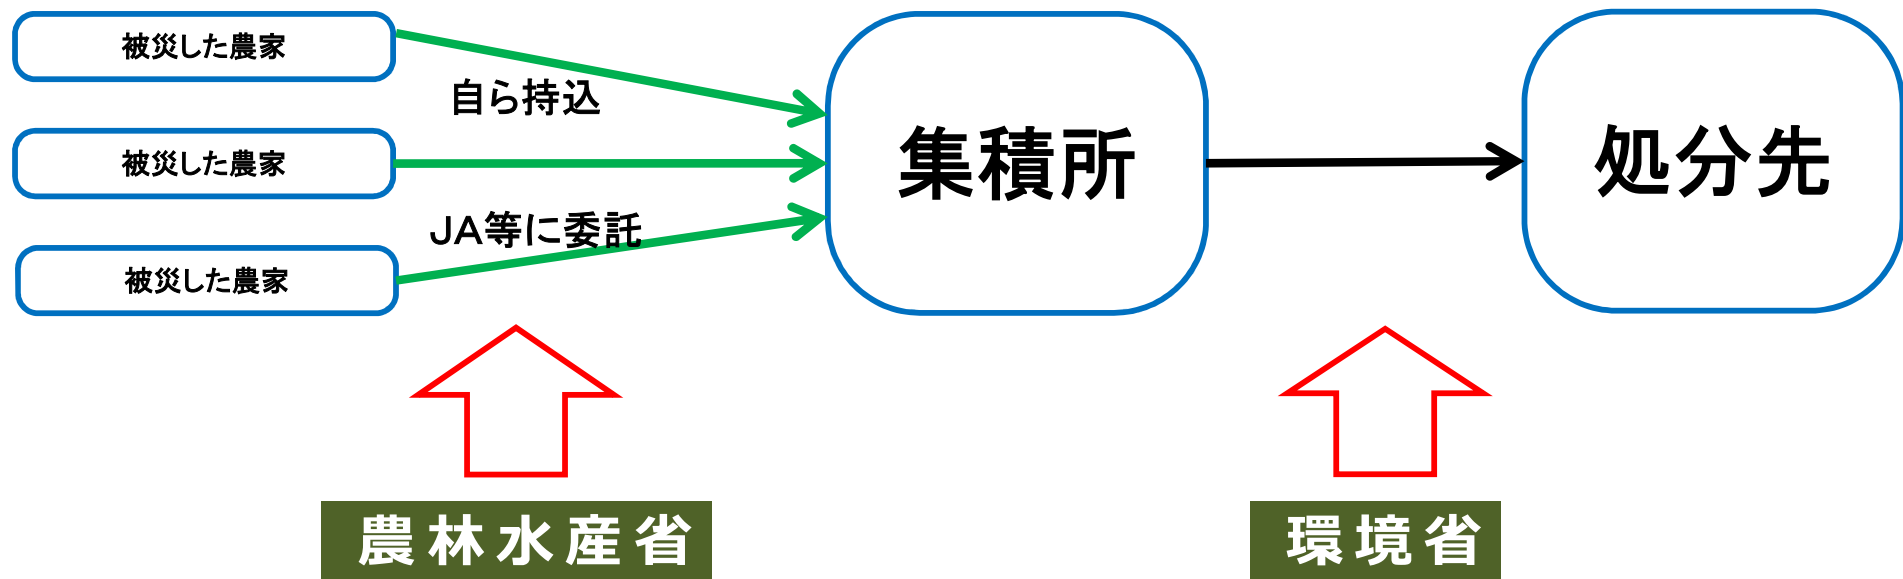 被災した農家
自ら持込
被災した農家
JA等に委託
被災した農家
集積所
処分先
農林水産省
環境省